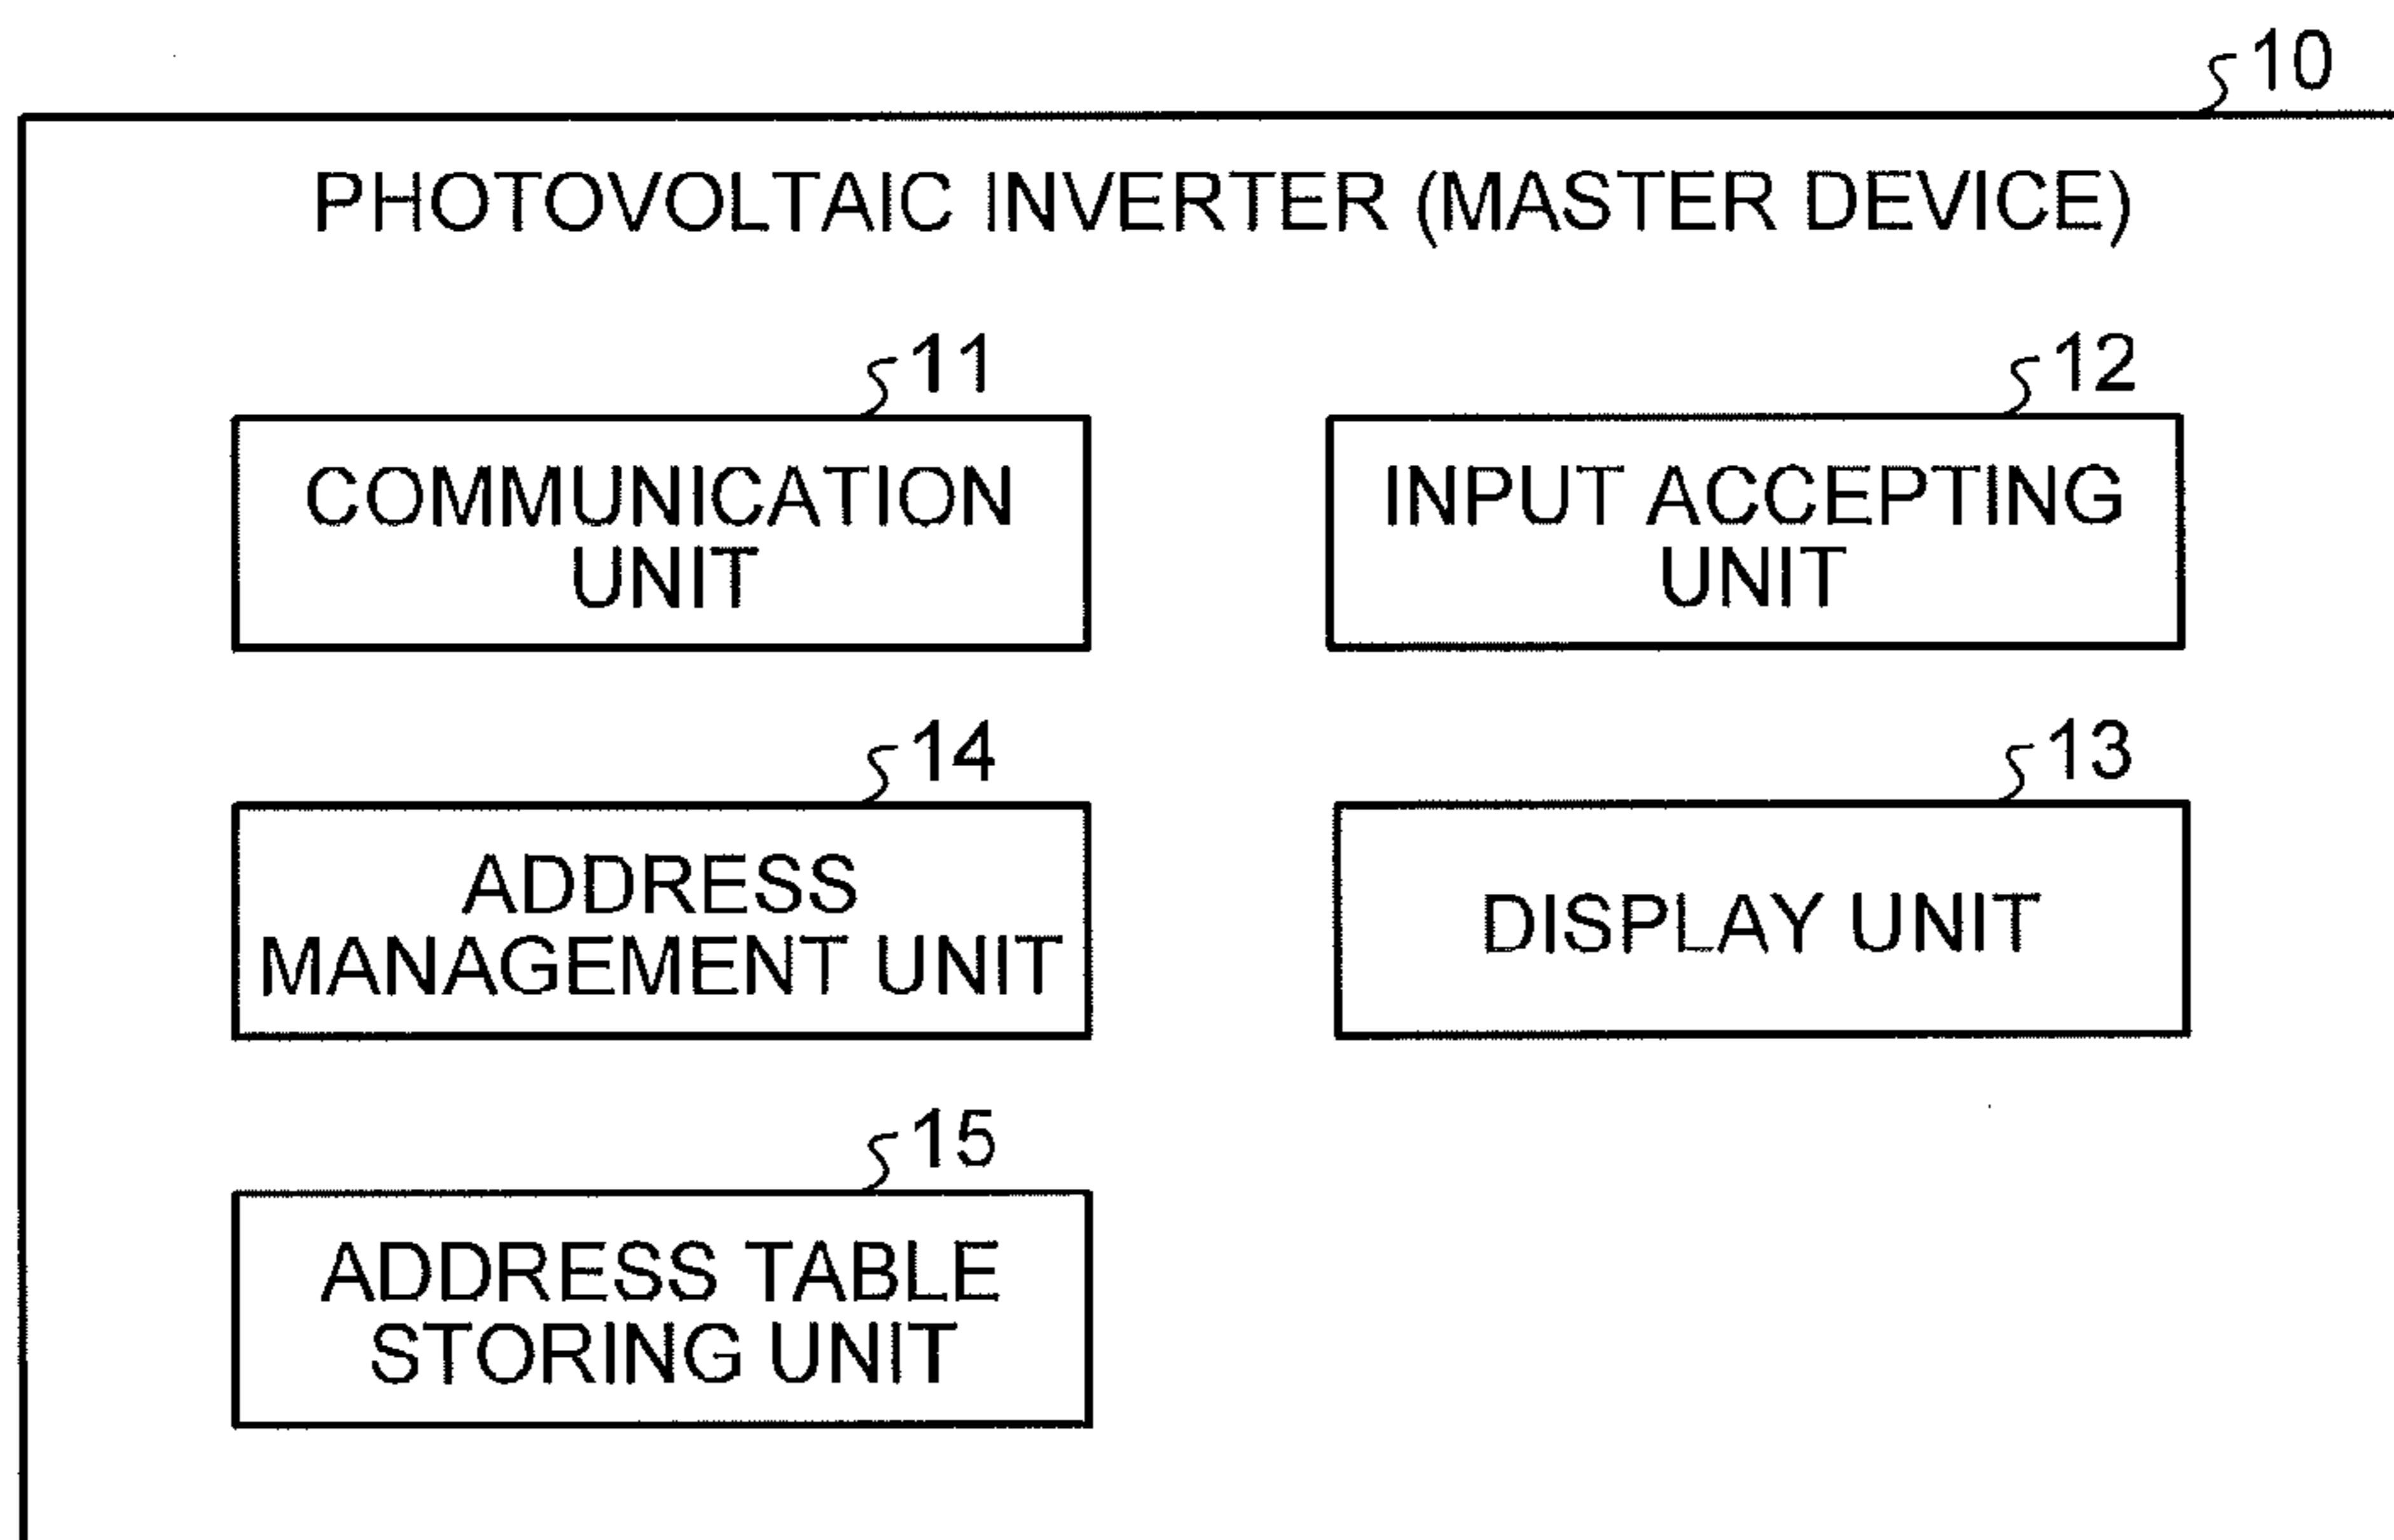 10
PHOTOVOLTAIC INVERTER (MASTER DEVICE)
11
COMMUNICATION
UNIT
12
INPUT ACCEPTING
UNIT
14
ADDRESS
MANAGEMENT UNIT
13
DISPLAY UNIT
15
ADDRESS TABLE
STORING UNIT